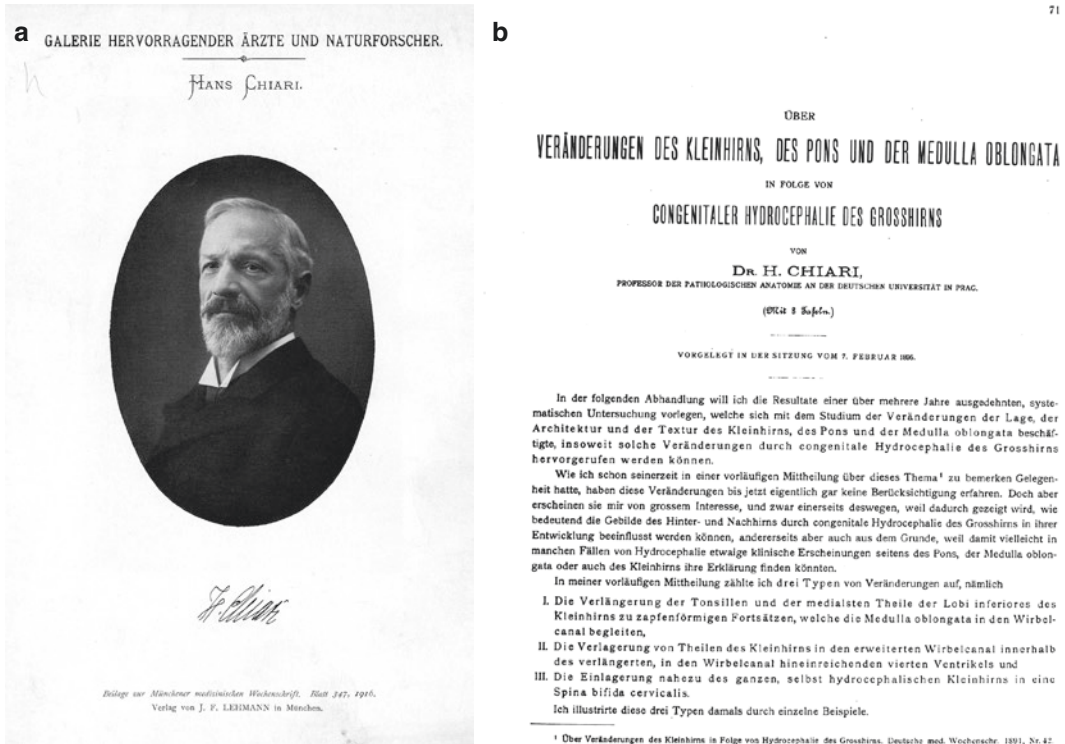 a
GALERIE HERVORRAGENDER ÄRZTE UND NATURFORSCHER.
HANS CHIARI.
H. Chiari
Beilage zur Münchener medizinischen Wochenschrift. Blatt 347, 1916.
Verlag von J. F. LEHMANN in München.
b
71
ÜBER
VERÄNDERUNGEN DES KLEINHIRNS, DES PONS UND DER MEDULLA OBLONGATA
IN FOLGE VON
CONGENITALER HYDROCEPHALIE DES GROSSHIRNS
VON
DR. H. CHIARI,
PROFESSOR DER PATHOLOGISCHEN ANATOMIE AN DER DEUTSCHEN UNIVERSITÄT IN PRAG.
(Mit 3 Tafeln.)
VORGELEGT IN DER SITZUNG VOM 7. FEBRUAR 1895.
In der folgenden Abhandlung will ich die Resultate einer über mehrere Jahre ausgedehnten, syste-
matischen Untersuchung vorlegen, welche sich mit dem Studium der Veränderungen der Lage, der
Architektur und der Textur des Kleinhirns, des Pons und der Medulla oblongata beschäf-
tigte, insoweit solche Veränderungen durch congenitale Hydrocephalie des Grosshirns
hervorgerufen werden können.
Wie ich schon seinerzeit in einer vorläufigen Mittheilung über dieses Thema¹ zu bemerken Gelegen-
heit hatte, haben diese Veränderungen bis jetzt eigentlich gar keine Berücksichtigung erfahren. Doch aber
erscheinen sie mir von grossem Interesse, und zwar einerseits deswegen, weil dadurch gezeigt wird, wie
bedeutend die Gebilde des Hinter- und Nachhirns durch congenitale Hydrocephalie des Grosshirns in ihrer
Entwicklung beeinflusst werden können, andererseits aber auch aus dem Grunde, weil damit vielleicht in
manchen Fällen von Hydrocephalie etwaige klinische Erscheinungen seitens des Pons, der Medulla oblon-
gata oder auch des Kleinhirns ihre Erklärung finden könnten.
In meiner vorläufigen Mittheilung zählte ich drei Typen von Veränderungen auf, nämlich
I. Die Verlängerung der Tonsillen und der medialsten Theile der Lobi inferiores des
Kleinhirns zu zapfenförmigen Fortsätzen, welche die Medulla oblongata in den Wirbel-
canal begleiten,
II. Die Verlagerung von Theilen des Kleinhirns in den erweiterten Wirbelcanal innerhalb
des verlängerten, in den Wirbelcanal hineinreichenden vierten Ventrikels und
III. Die Einlagerung nahezu des ganzen, selbst hydrocephalischen Kleinhirns in eine
Spina bifida cervicalis.
Ich illustrirte diese drei Typen damals durch einzelne Beispiele.
¹ Über Veränderungen des Kleinhirns in Folge von Hydrocephalie des Grosshirns. Deutsche med. Wochenschr. 1891, Nr. 42.